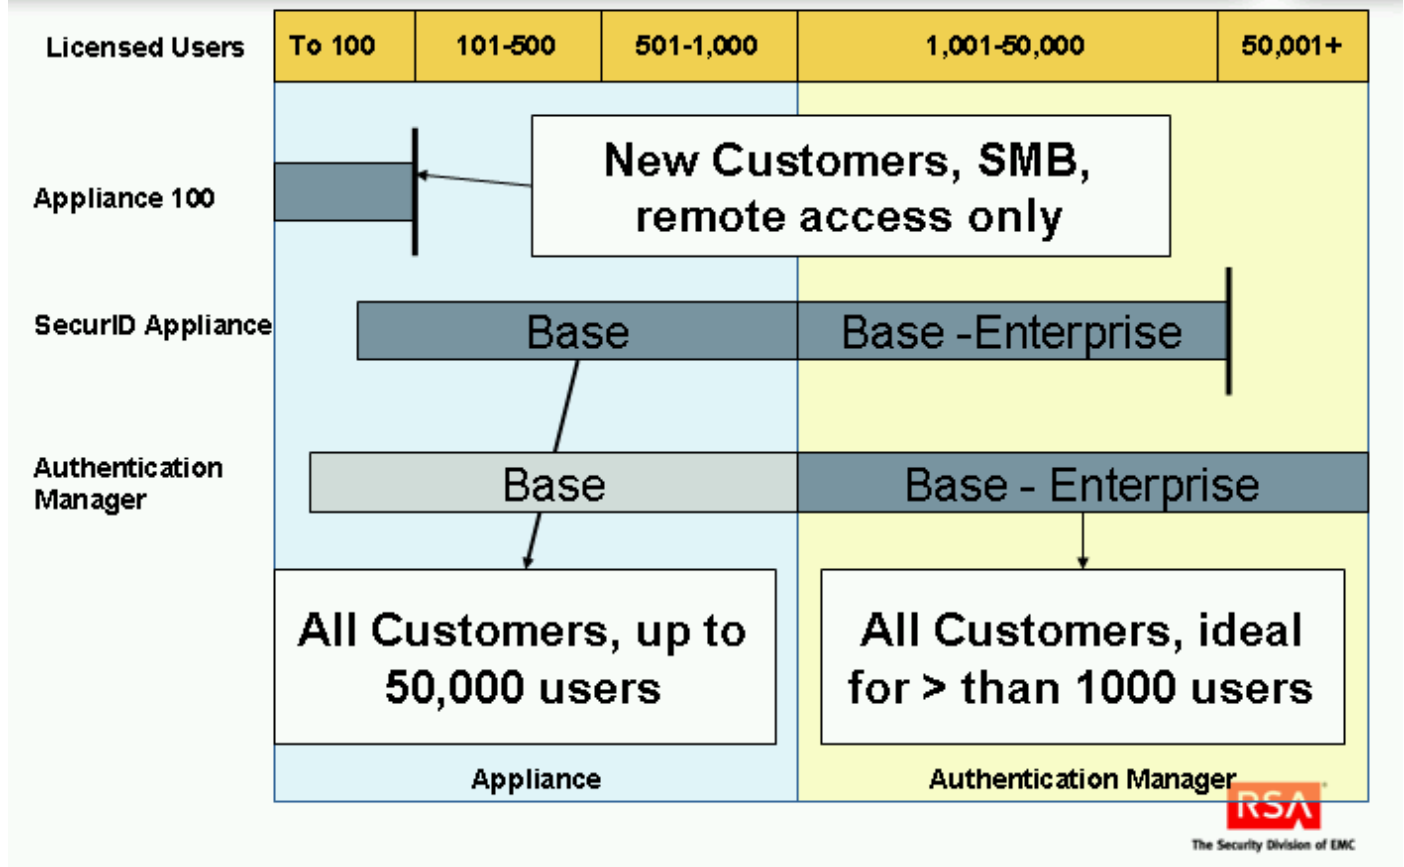 Licensed Users
To 100
101-500
501-1,000
1,001-50,000
50,001+
New Customers, SMB,
remote access only
Appliance 100
SecurID Appliance
Base
Base -Enterprise
Authentication
Manager
Base
Base - Enterprise
All Customers, up to
50,000 users
All Customers, ideal
for > than 1000 users
Appliance
Authentication Manager
RSA
The Security Division of EMC